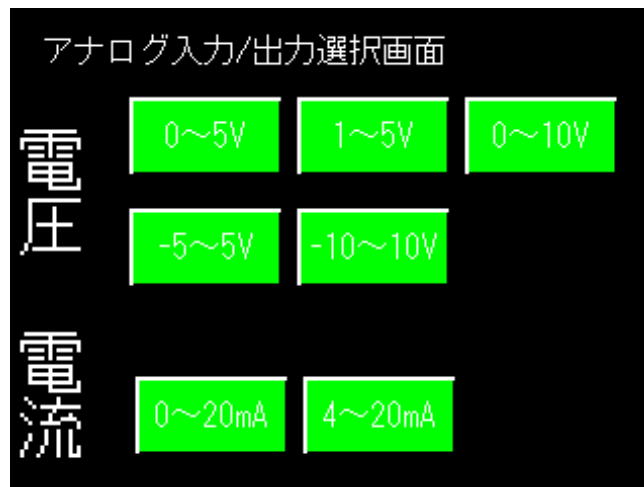 アナログ入力/出力選択画面
電圧
0～5V
1～5V
0～10V
-5～5V
-10～10V
電流
0～20mA
4～20mA